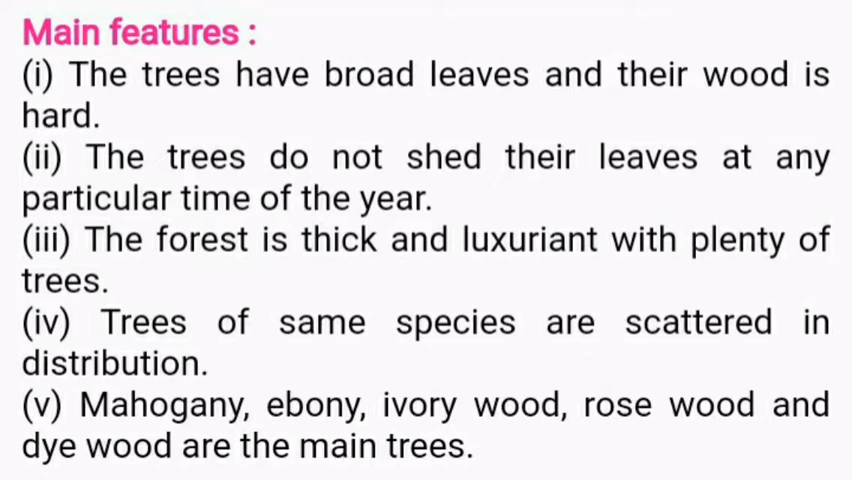 Main features :
(i) The trees have broad leaves and their wood is
hard.
(ii) The trees do not shed their leaves at any
particular time of the year.
(iii) The forest is thick and luxuriant with plenty of
trees.
(iv) Trees of same species are scattered in
distribution.
(v) Mahogany, ebony, ivory wood, rose wood and
dye wood are the main trees.